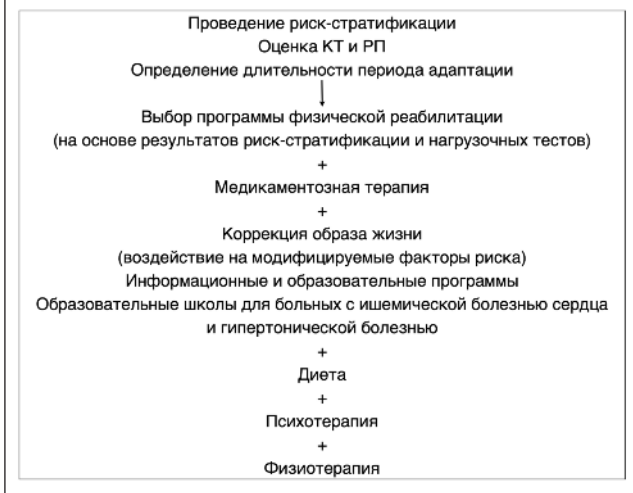 Проведение риск-стратификации
Оценка КТ и РП
Определение длительности периода адаптации
Выбор программы физической реабилитации
(на основе результатов риск-стратификации и нагрузочных тестов)
+
Медикаментозная терапия
+
Коррекция образа жизни
(воздействие на модифицируемые факторы риска)
Информационные и образовательные программы
Образовательные школы для больных с ишемической болезнью сердца
и гипертонической болезнью
+
Диета
+
Психотерапия
+
Физиотерапия